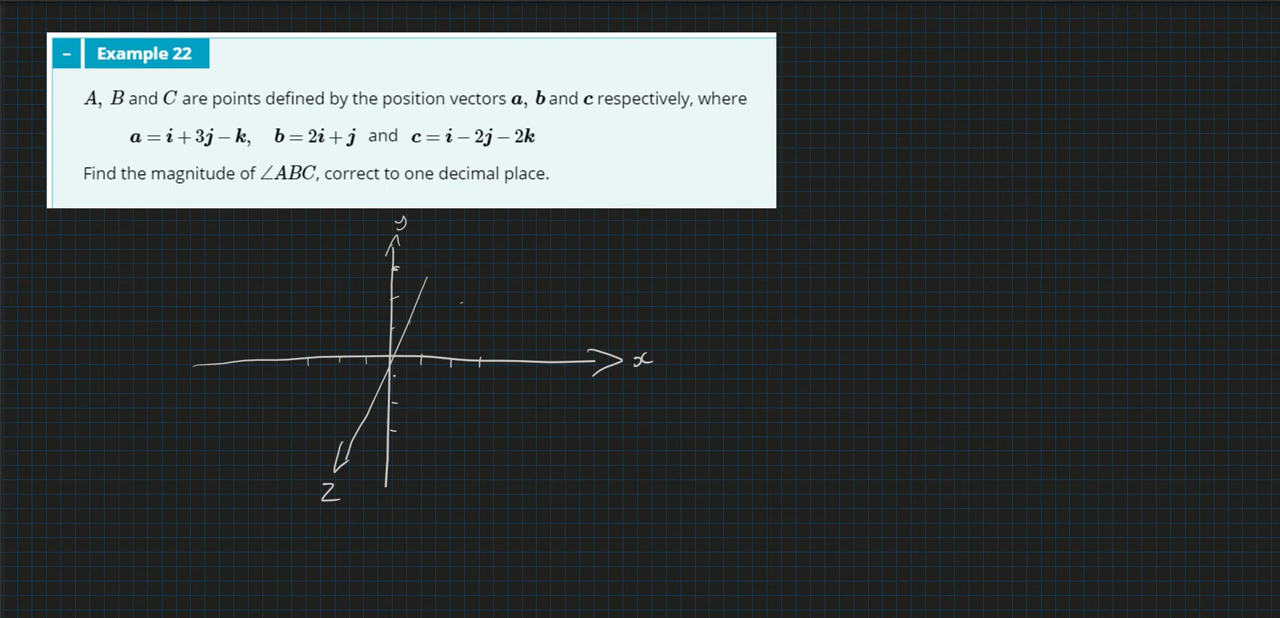 – Example 22
A, B and C are points defined by the position vectors a, b and c respectively, where
a = i + 3j – k, b = 2i + j and c = i – 2j – 2k
Find the magnitude of ∠ABC, correct to one decimal place.
y
x
z